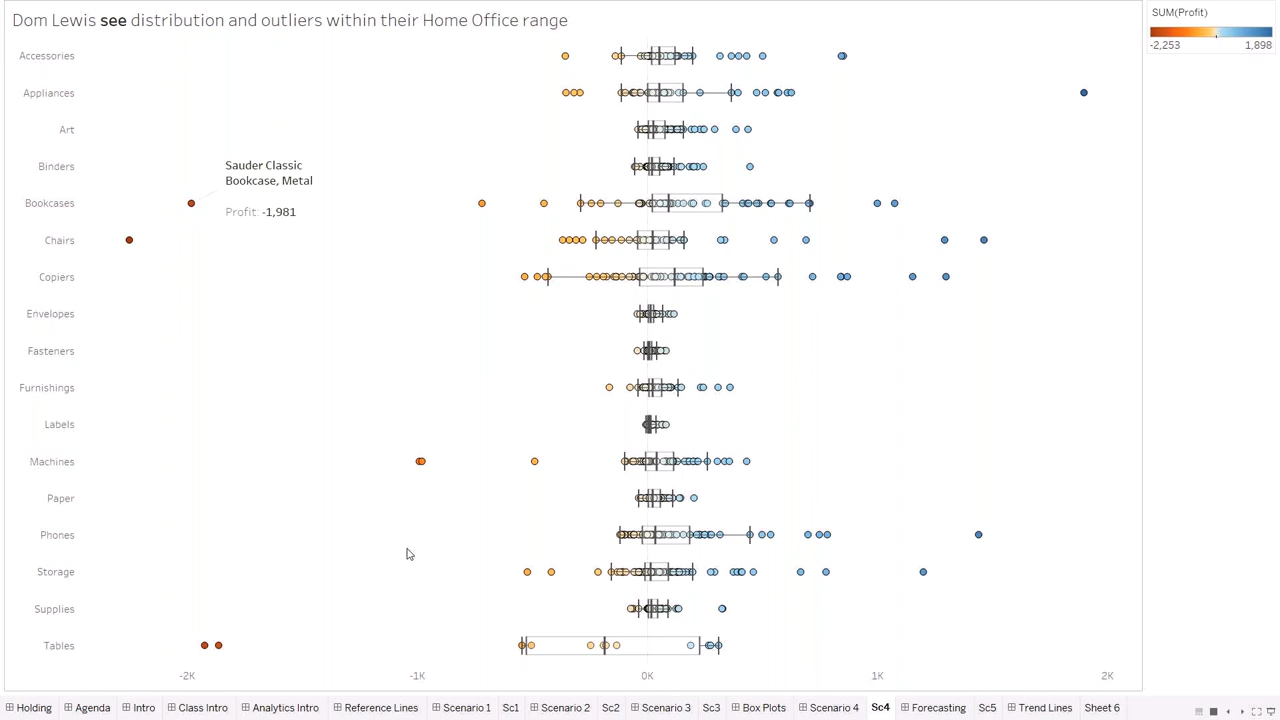 Dom Lewis see distribution and outliers within their Home Office range
SUM(Profit)
-2,253 1,898
Accessories
Appliances
Art
Binders
Sauder Classic
Bookcase, Metal
Bookcases
Profit: -1,981
Chairs
Copiers
Envelopes
Fasteners
Furnishings
Labels
Machines
Paper
Phones
Storage
Supplies
Tables
-2K -1K 0K 1K 2K
Holding Agenda Intro Class Intro Analytics Intro Reference Lines Scenario 1 Sc1 Scenario 2 Sc2 Scenario 3 Sc3 Box Plots Scenario 4 Sc4 Forecasting Sc5 Trend Lines Sheet 6